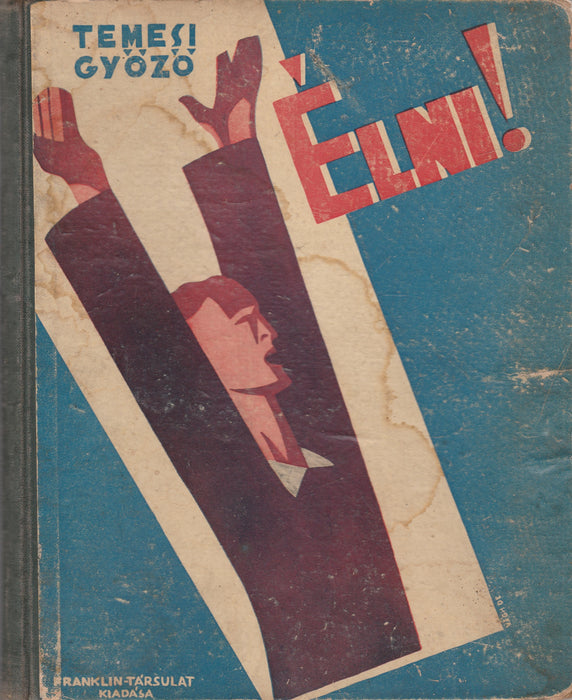 TEMESI
GYŐZŐ
ÉLNI!
FRANKLIN-TÁRSULAT
KIADÁSA